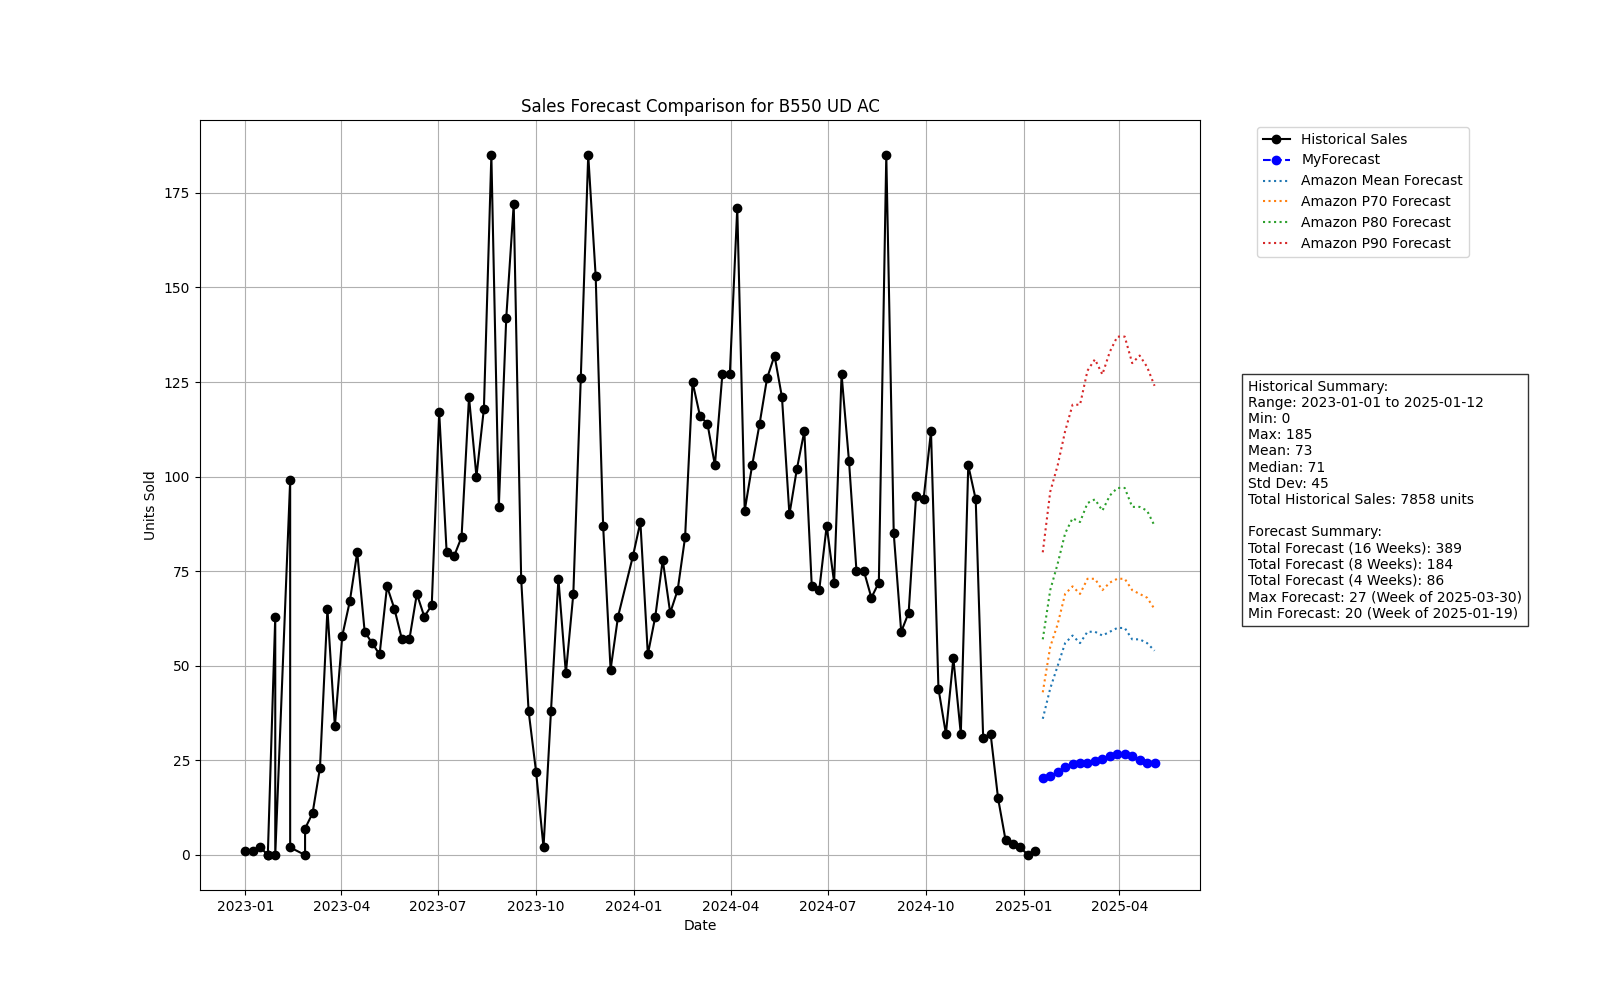 Sales Forecast Comparison for B550 UD AC
Units Sold
175
150
125
100
75
50
25
0
2023-01
2023-04
2023-07
2023-10
2024-01
2024-04
2024-07
2024-10
2025-01
2025-04
Date
Historical Sales
MyForecast
Amazon Mean Forecast
Amazon P70 Forecast
Amazon P80 Forecast
Amazon P90 Forecast
Historical Summary:
Range: 2023-01-01 to 2025-01-12
Min: 0
Max: 185
Mean: 73
Median: 71
Std Dev: 45
Total Historical Sales: 7858 units
Forecast Summary:
Total Forecast (16 Weeks): 389
Total Forecast (8 Weeks): 184
Total Forecast (4 Weeks): 86
Max Forecast: 27 (Week of 2025-03-30)
Min Forecast: 20 (Week of 2025-01-19)